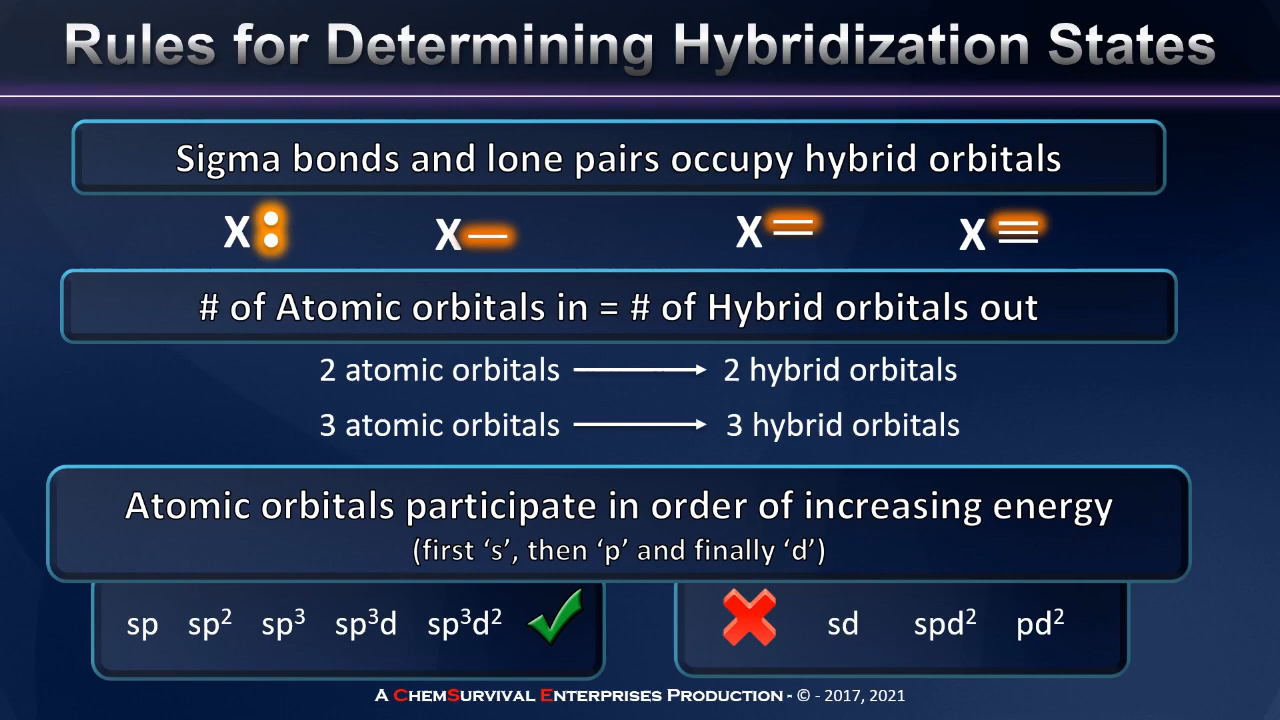 Rules for Determining Hybridization States
Sigma bonds and lone pairs occupy hybrid orbitals
X: X— X= X≡
# of Atomic orbitals in = # of Hybrid orbitals out
2 atomic orbitals ⟶ 2 hybrid orbitals
3 atomic orbitals ⟶ 3 hybrid orbitals
Atomic orbitals participate in order of increasing energy
(first ‘s’, then ‘p’ and finally ‘d’)
sp sp² sp³ sp³d sp³d² sd spd² pd²
A ChemSurvival Enterprises Production - © - 2017, 2021